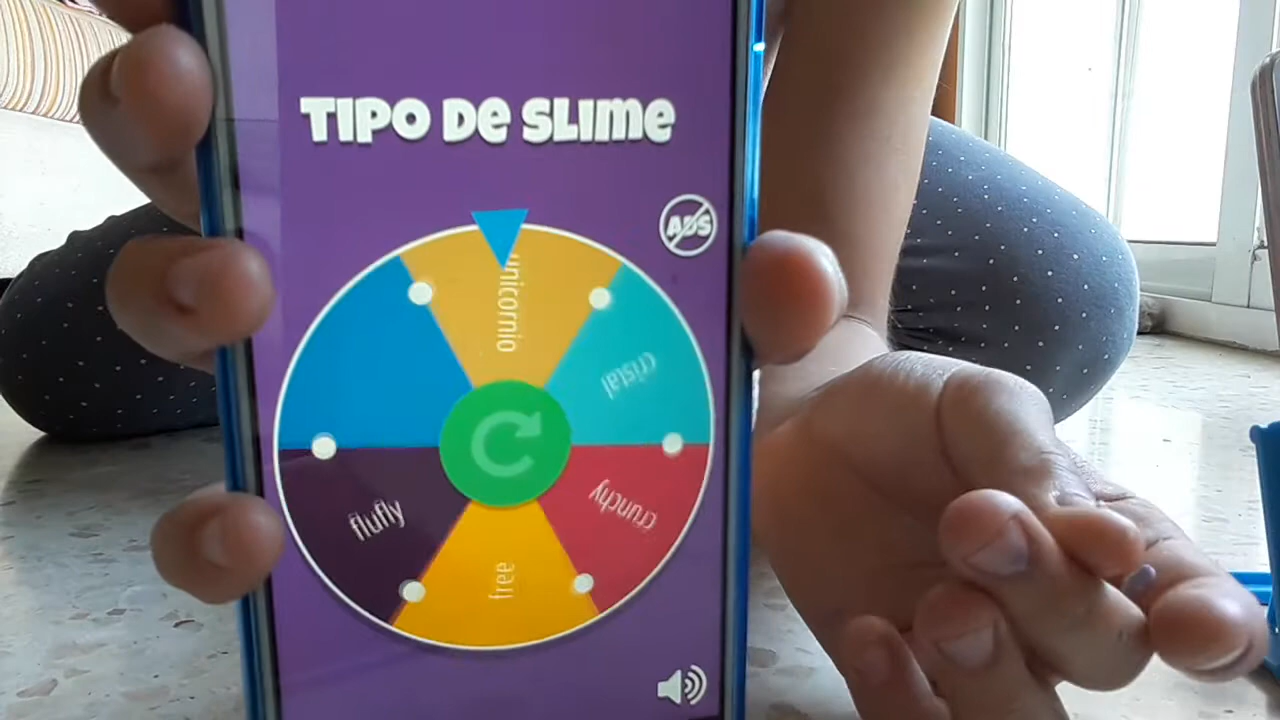 TIPO DE SLIME
ADS
unicornio
cristal
crunchy
free
flufly